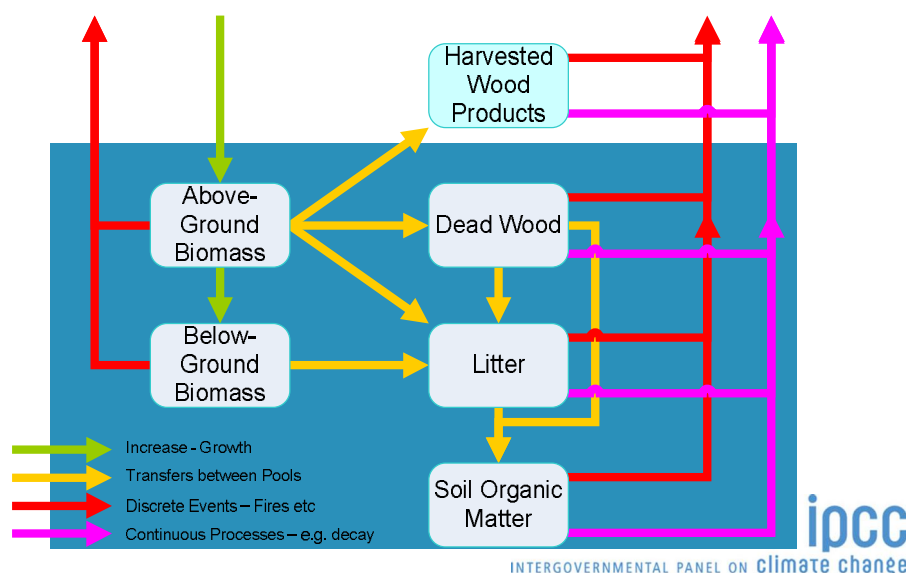 Harvested
Wood
Products
Above-
Ground
Biomass
Dead Wood
Below-
Ground
Biomass
Litter
Increase - Growth
Transfers between Pools
Discrete Events – Fires etc
Continuous Processes – e.g. decay
Soil Organic
Matter
ipcc
INTERGOVERNMENTAL PANEL ON climate change